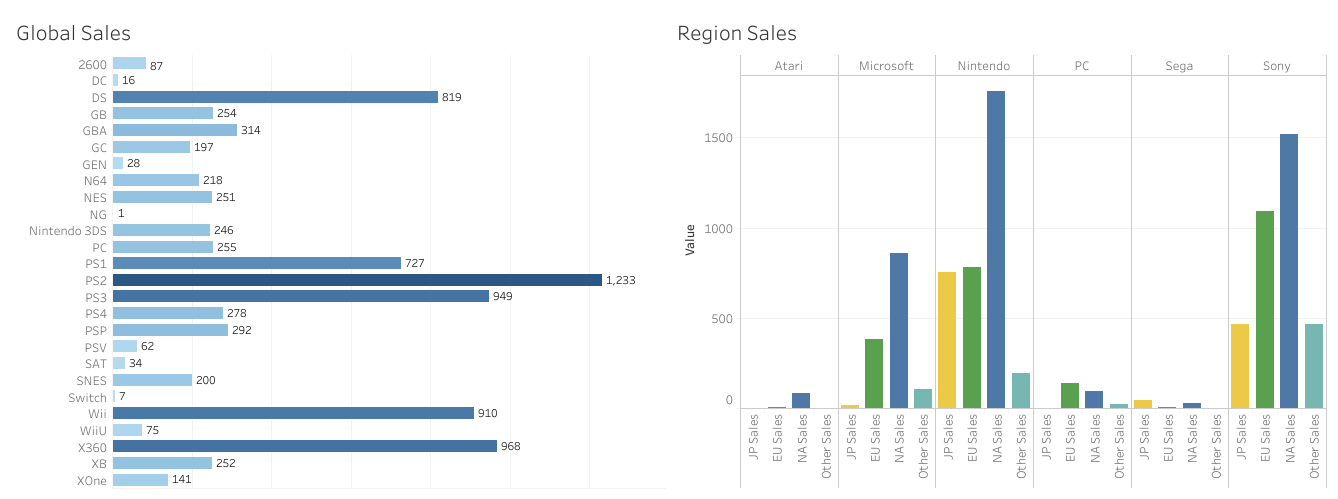 Global Sales
2600 87
DC 16
DS 819
GB 254
GBA 314
GC 197
GEN 28
N64 218
NES 251
NG 1
Nintendo 3DS 246
PC 255
PS1 727
PS2 1,233
PS3 949
PS4 278
PSP 292
PSV 62
SAT 34
SNES 200
Switch 7
Wii 910
WiiU 75
X360 968
XB 252
XOne 141
Region Sales
Atari Microsoft Nintendo PC Sega Sony
Value
1500
1000
500
0
JP Sales
EU Sales
NA Sales
Other Sales
JP Sales
EU Sales
NA Sales
Other Sales
JP Sales
EU Sales
NA Sales
Other Sales
JP Sales
EU Sales
NA Sales
Other Sales
JP Sales
EU Sales
NA Sales
Other Sales
JP Sales
EU Sales
NA Sales
Other Sales